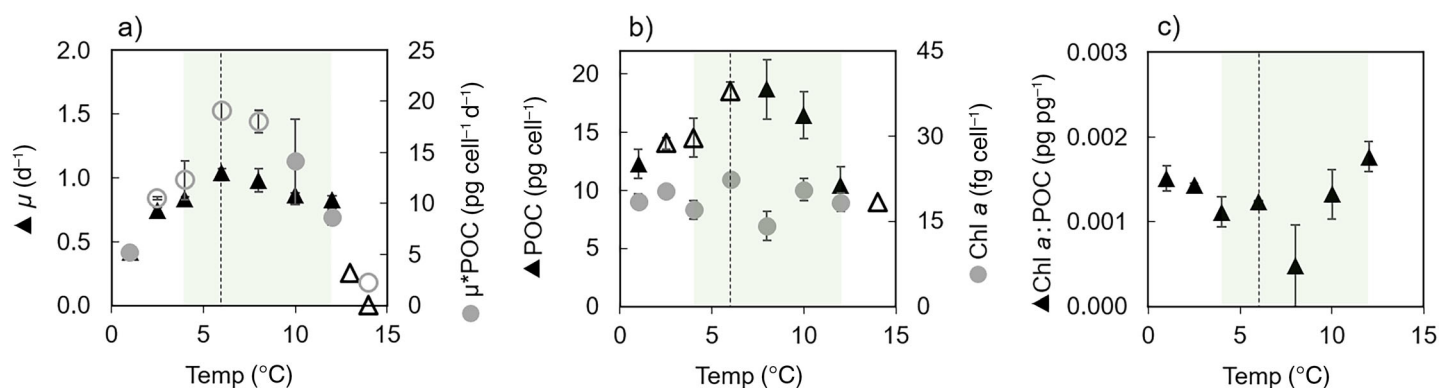 a)
2.0
1.5
1.0
0.5
0.0
25
20
15
10
5
0
0 5 10 15
Temp (°C)
▲ μ (d⁻¹)
μ*POC (pg cell⁻¹ d⁻¹)
b)
20
15
10
5
0
45
30
15
0
0 5 10 15
Temp (°C)
▲ POC (pg cell⁻¹)
Chl a (fg cell⁻¹)
c)
0.003
0.002
0.001
0.000
0 5 10 15
Temp (°C)
▲ Chl a:POC (pg pg⁻¹)